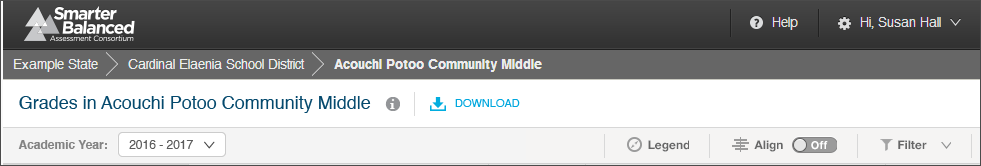 Smarter
Balanced
Assessment Consortium
Help
Hi, Susan Hall
Example State
Cardinal Elaenia School District
Acouchi Potoo Community Middle
Grades in Acouchi Potoo Community Middle
DOWNLOAD
Academic Year: 2016 - 2017
Legend
Align Off
Filter